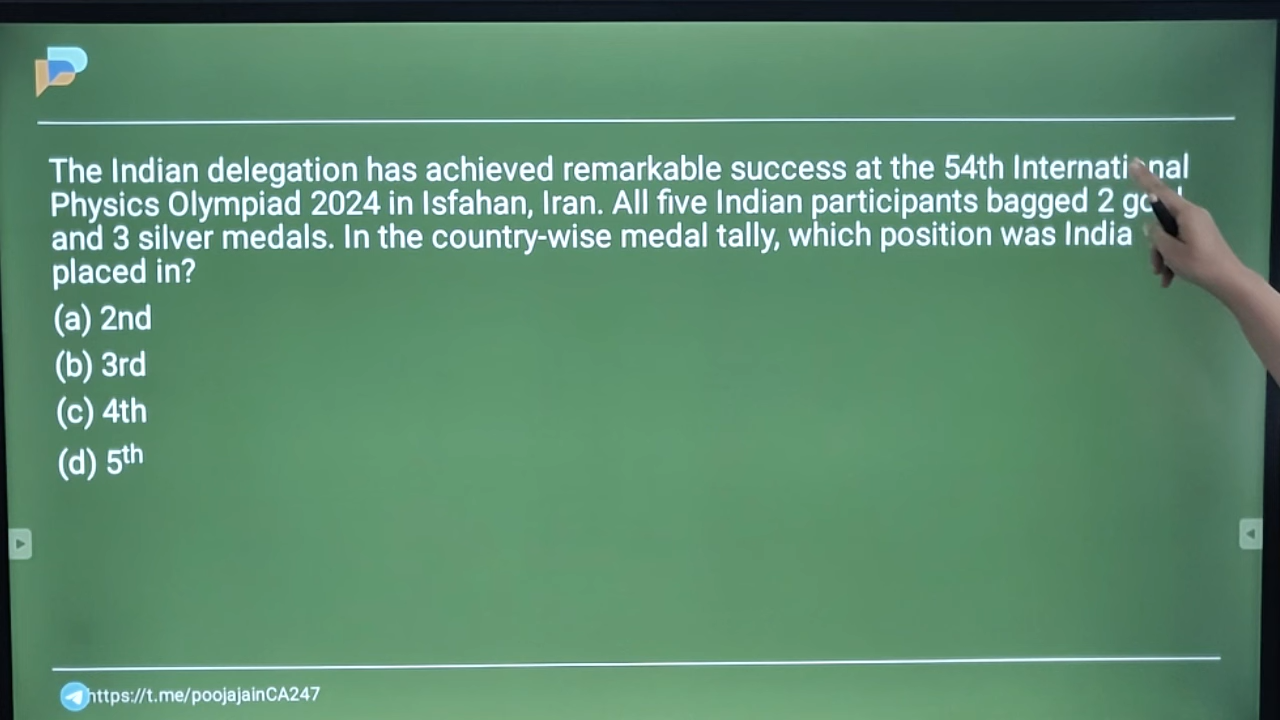 The Indian delegation has achieved remarkable success at the 54th International
Physics Olympiad 2024 in Isfahan, Iran. All five Indian participants bagged 2 gold
and 3 silver medals. In the country-wise medal tally, which position was India
placed in?
(a) 2nd
(b) 3rd
(c) 4th
(d) 5th
https://t.me/poojajainCA247